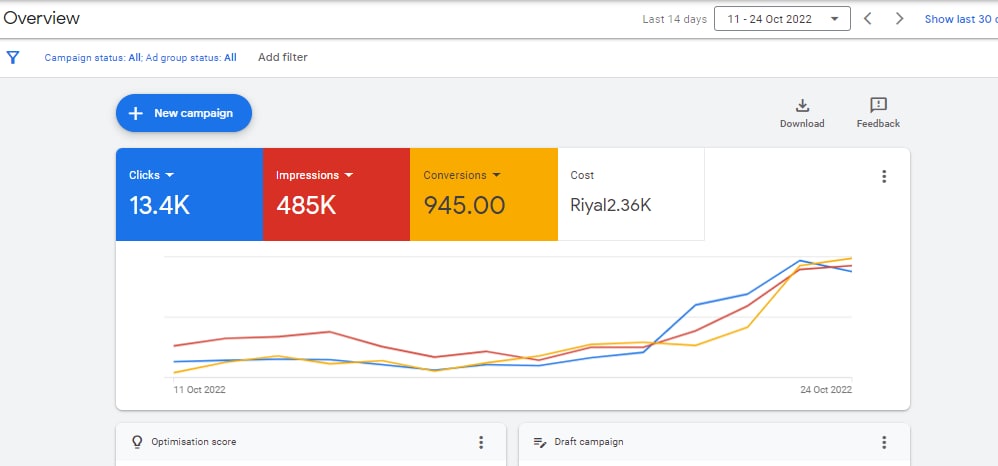 Overview
Last 14 days
11 - 24 Oct 2022
Show last 30
Campaign status: All; Ad group status: All
Add filter
New campaign
Download
Feedback
Clicks
13.4K
Impressions
485K
Conversions
945.00
Cost
Riyal2.36K
11 Oct 2022
24 Oct 2022
Optimisation score
Draft campaign